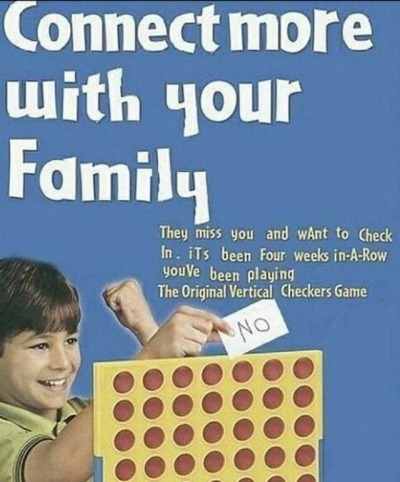 Connect more
with your
Family
They miss you and wAnt to Check
In. iTs been Four weeks in-A-Row
youVe been playing
The Original Vertical Checkers Game
NO